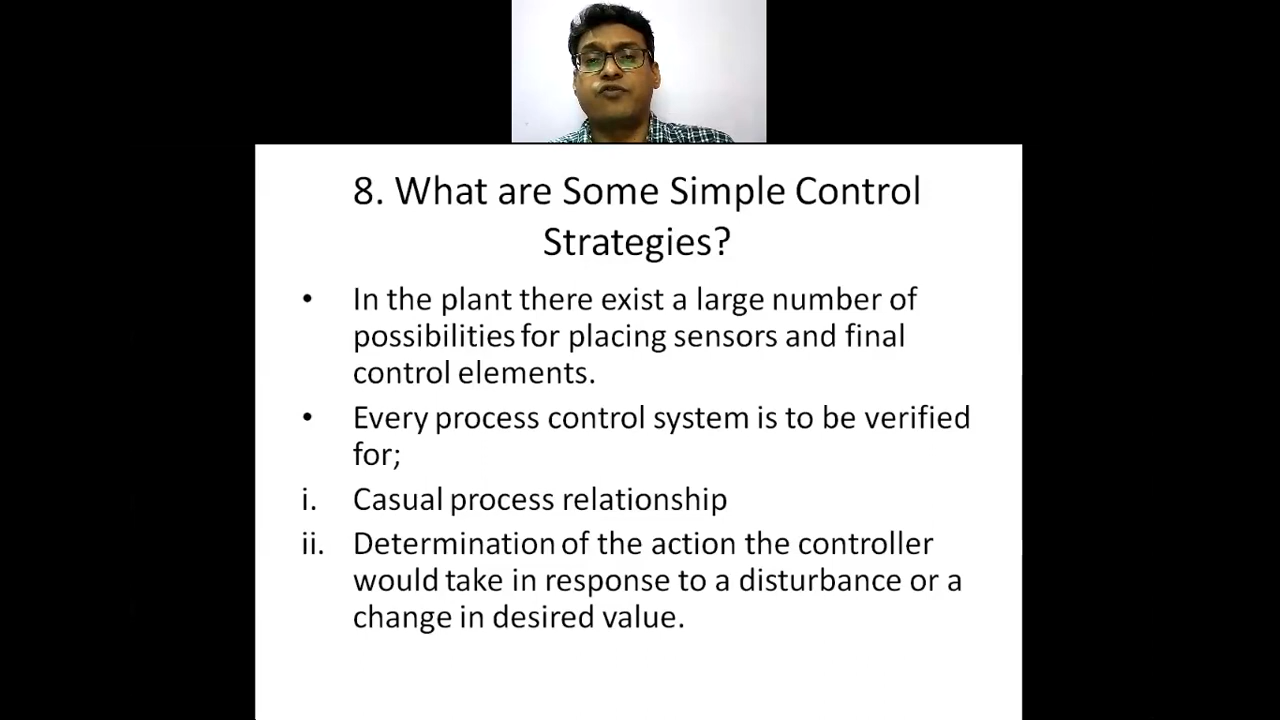 8. What are Some Simple Control
Strategies?
• In the plant there exist a large number of
possibilities for placing sensors and final
control elements.
• Every process control system is to be verified
for;
i. Casual process relationship
ii. Determination of the action the controller
would take in response to a disturbance or a
change in desired value.